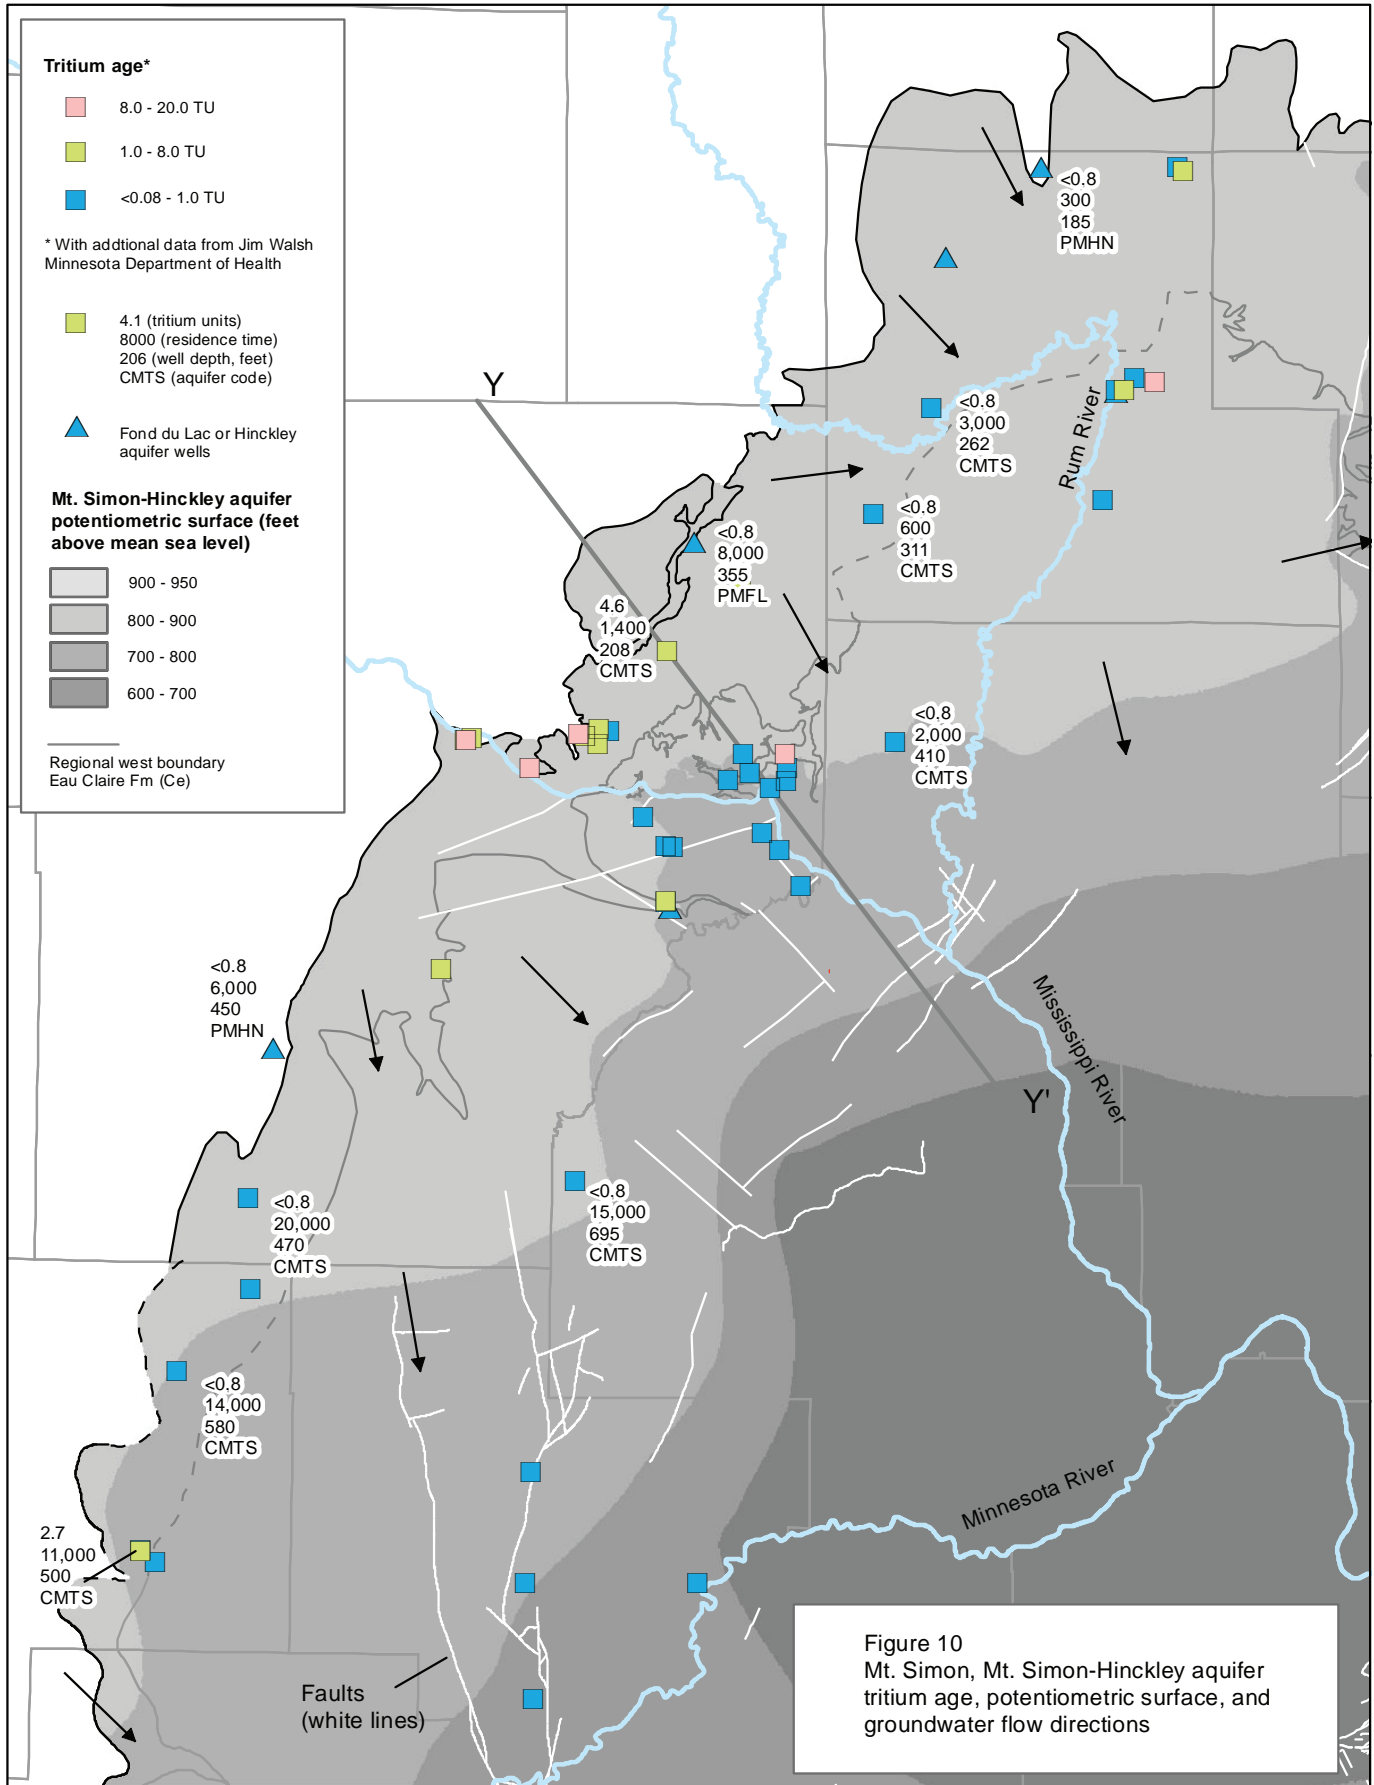 Tritium age*
8.0 - 20.0 TU
1.0 - 8.0 TU
<0.08 - 1.0 TU
* With addtional data from Jim Walsh
Minnesota Department of Health
4.1 (tritium units)
8000 (residence time)
206 (well depth, feet)
CMTS (aquifer code)
Fond du Lac or Hinckley
aquifer wells
Mt. Simon-Hinckley aquifer
potentiometric surface (feet
above mean sea level)
900 - 950
800 - 900
700 - 800
600 - 700
Regional west boundary
Eau Claire Fm (Ce)
<0.8
300
185
PMHN
Y
<0.8
3,000
262
CMTS
Rum River
<0.8
600
311
CMTS
<0.8
8,000
355
PMFL
4.6
1,400
208
CMTS
<0.8
2,000
410
CMTS
<0.8
6,000
450
PMHN
Mississippi River
Y'
<0.8
20,000
470
CMTS
<0.8
15,000
695
CMTS
<0.8
14,000
580
CMTS
Minnesota River
2.7
11,000
500
CMTS
Faults
(white lines)
Figure 10
Mt. Simon, Mt. Simon-Hinckley aquifer
tritium age, potentiometric surface, and
groundwater flow directions